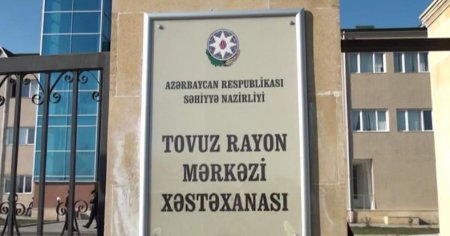 AZƏRBAYCAN RESPUBLİKASI
SƏHİYYƏ NAZİRLİYİ
TOVUZ RAYON
MƏRKƏZİ
XƏSTƏXANASI